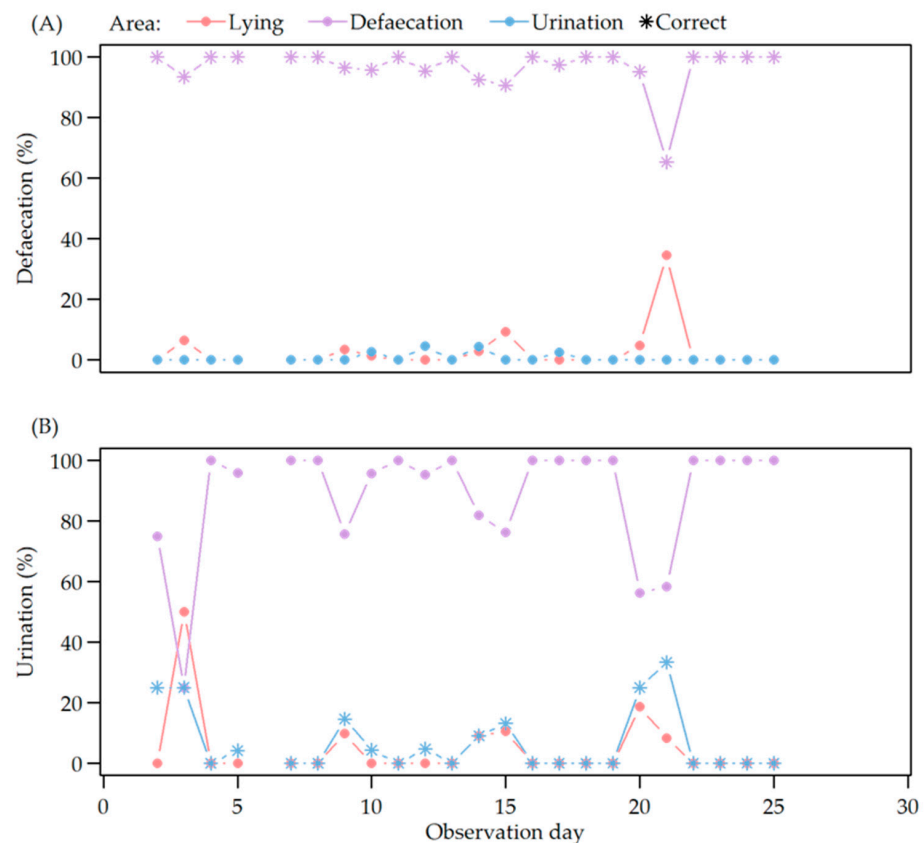 (A) Area: Lying Defaecation Urination Correct
100
80
60
40
20
0
Defaecation (%)
(B)
100
80
60
40
20
0
Urination (%)
0 5 10 15 20 25 30
Observation day